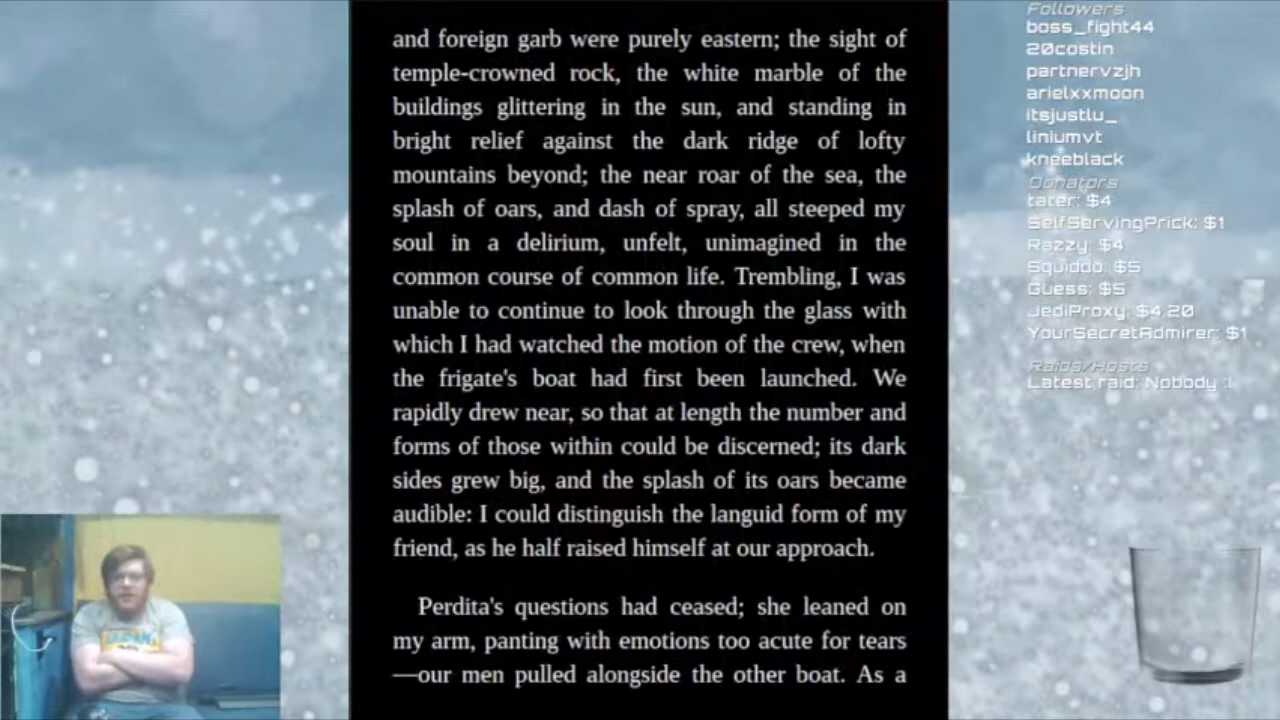 and foreign garb were purely eastern; the sight of
temple-crowned rock, the white marble of the
buildings glittering in the sun, and standing in
bright relief against the dark ridge of lofty
mountains beyond; the near roar of the sea, the
splash of oars, and dash of spray, all steeped my
soul in a delirium, unfelt, unimagined in the
common course of common life. Trembling, I was
unable to continue to look through the glass with
which I had watched the motion of the crew, when
the frigate's boat had first been launched. We
rapidly drew near, so that at length the number and
forms of those within could be discerned; its dark
sides grew big, and the splash of its oars became
audible: I could distinguish the languid form of my
friend, as he half raised himself at our approach.
Perdita's questions had ceased; she leaned on
my arm, panting with emotions too acute for tears
—our men pulled alongside the other boat. As a
Followers
boss_fight44
20costin
partnervzjh
arielxxmoon
itsjustlu_
liniumvt
kneeblack
Donators
tater: $4
SelfServingPrick: $1
Razzy: $4
Squiddo: $5
Guess: $5
JediProxy: $4.20
YourSecretAdmirer: $1
Raids/Hosts
Latest raid: Nobody :(